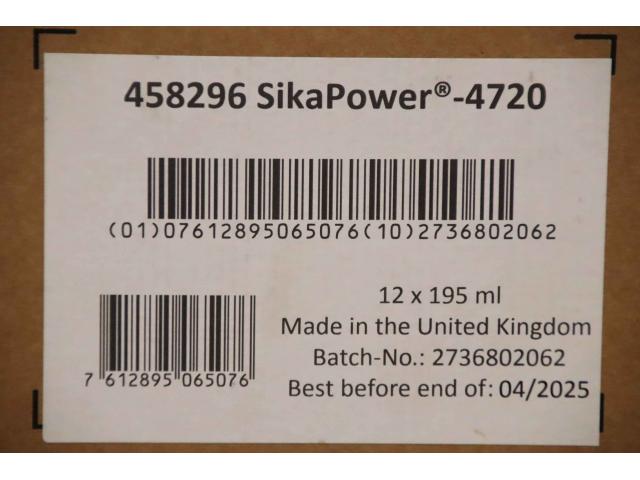 458296 SikaPower®-4720
(01)07612895065076(10)2736802062
12 x 195 ml
Made in the United Kingdom
Batch-No.: 2736802062
Best before end of: 04/2025
7 612895 065076